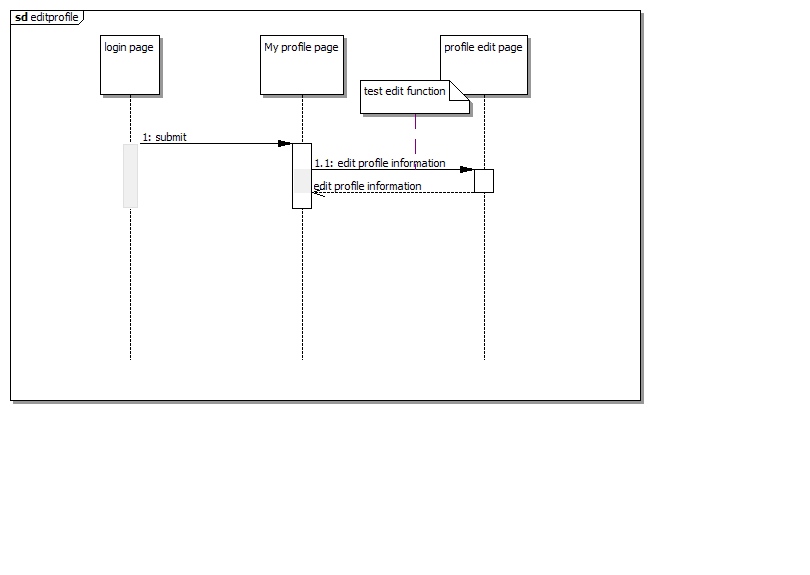 sd editprofile
login page
My profile page
profile edit page
test edit function
1: submit
1.1: edit profile information
edit profile information